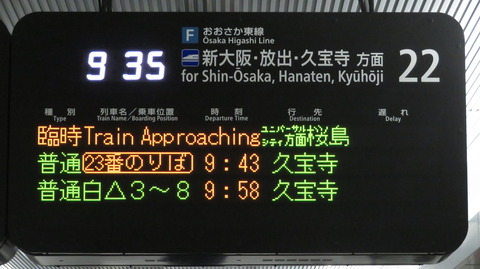 F おおさか東線
Ōsaka Higashi Line
9 35 新大阪・放出・久宝寺 方面 22
for Shin-Ōsaka, Hanaten, Kyūhōji
種別 列車名／乗車位置 時刻 行先 遅れ
Type Train Name/Boarding Position Departure Time Destination Delay
臨時 Train Approaching ユニバーサルシティ方面 桜島
普通 23番のりば 9:43 久宝寺
普通 白△3～8 9:58 久宝寺